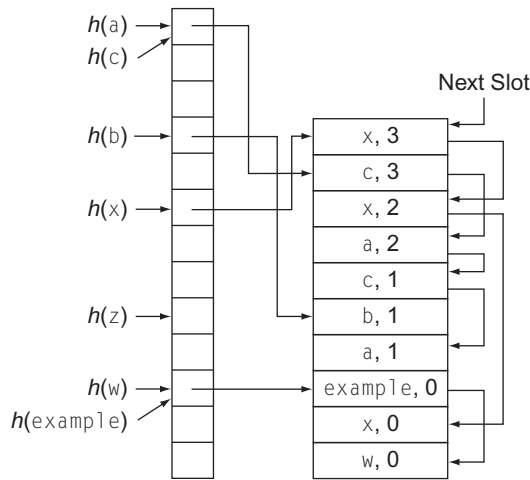 h(a)
h(c)
h(b)
h(x)
h(z)
h(w)
h(example)
Next Slot
x, 3
c, 3
x, 2
a, 2
c, 1
b, 1
a, 1
example, 0
x, 0
w, 0